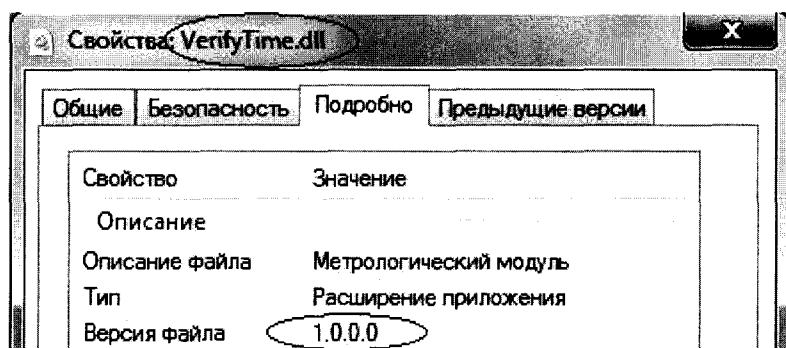 Свойства: VerifyTime.dll
x
Общие Безопасность Подробно Предыдущие версии
Свойство Значение
Описание
Описание файла Метрологический модуль
Тип Расширение приложения
Версия файла 1.0.0.0